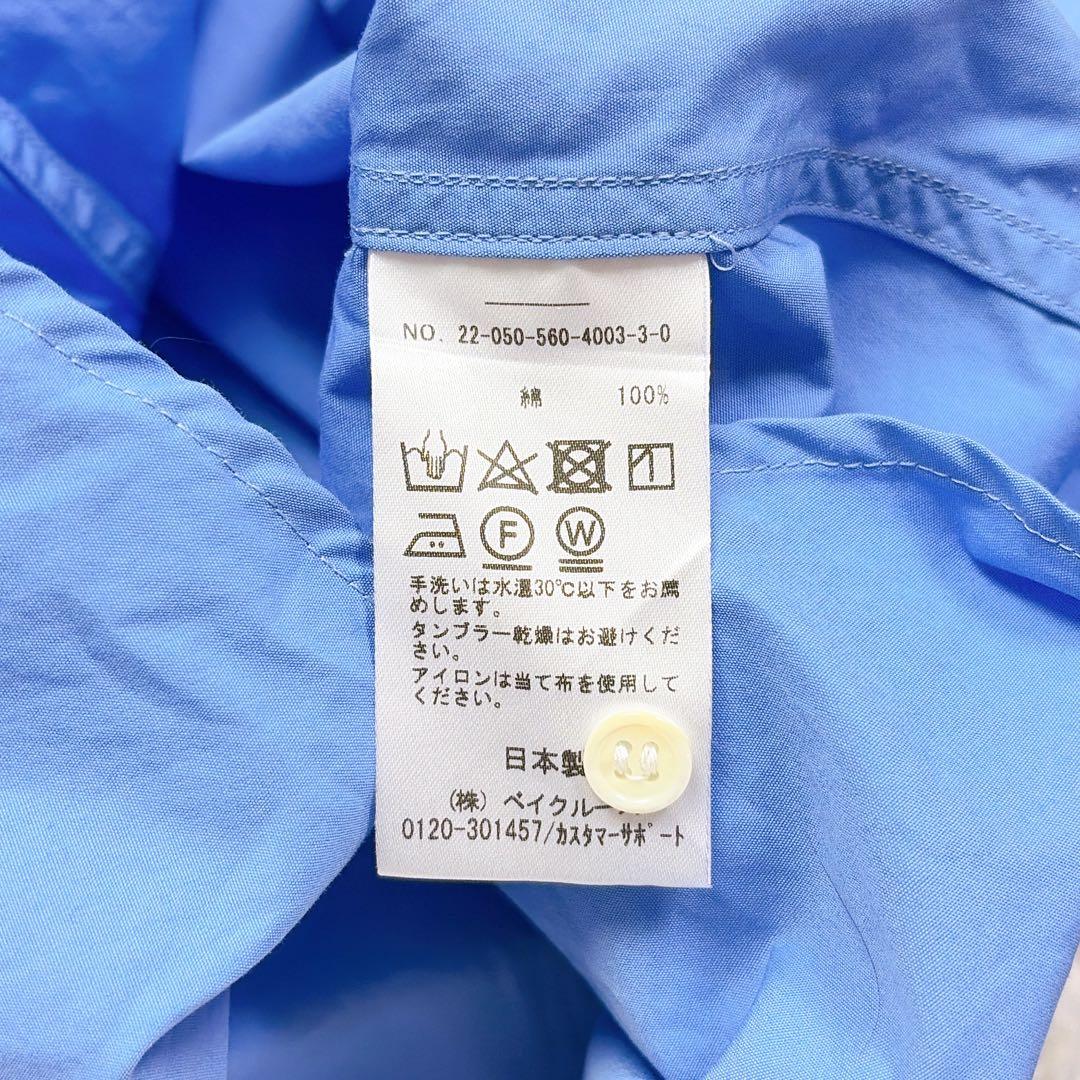 NO. 22-050-560-4003-3-0
綿 100%
F W
手洗いは水温30℃以下をお薦
めします。
タンブラー乾燥はお避けくだ
さい。
アイロンは当て布を使用して
ください。
日本製
(株) ベイクルー
0120-301457/カスタマーサポート